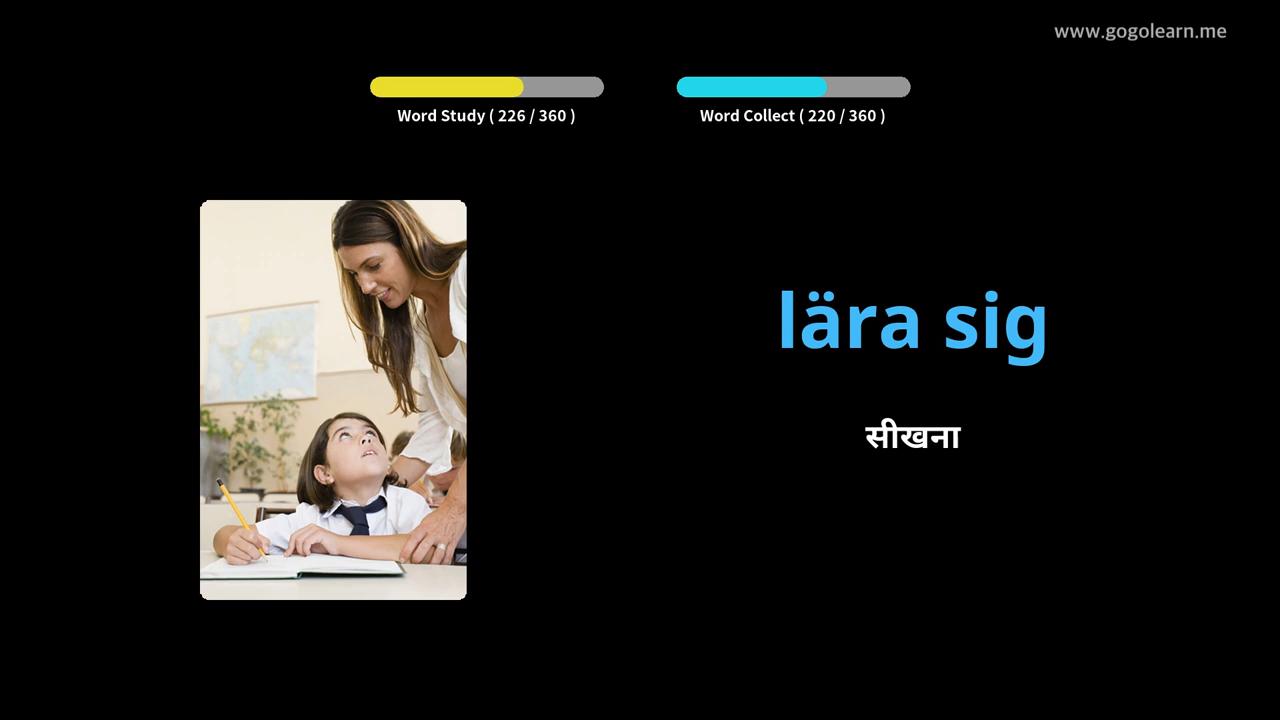 www.gogolearn.me
Word Study ( 226 / 360 )
Word Collect ( 220 / 360 )
lära sig
सीखना